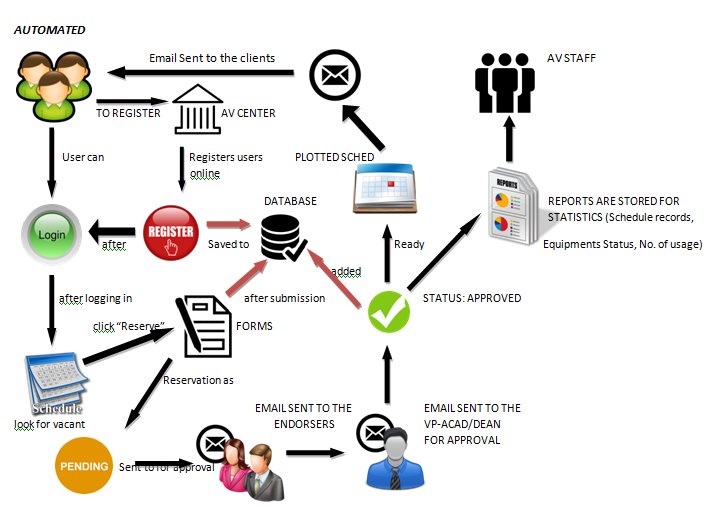 AUTOMATED
Email Sent to the clients
AV STAFF
TO REGISTER
AV CENTER
User can
Registers users
online
PLOTTED SCHED
REPORTS
DATABASE
REPORTS ARE STORED FOR
STATISTICS (Schedule records,
Equipments Status, No. of usage)
Login
REGISTER
after
Saved to
Ready
added
after logging in
after submission
STATUS: APPROVED
click “Reserve”
FORMS
Schedule
look for vacant
Reservation as
EMAIL SENT TO THE
ENDORSERS
EMAIL SENT TO THE
VP-ACAD/DEAN
FOR APPROVAL
PENDING
Sent to for approval